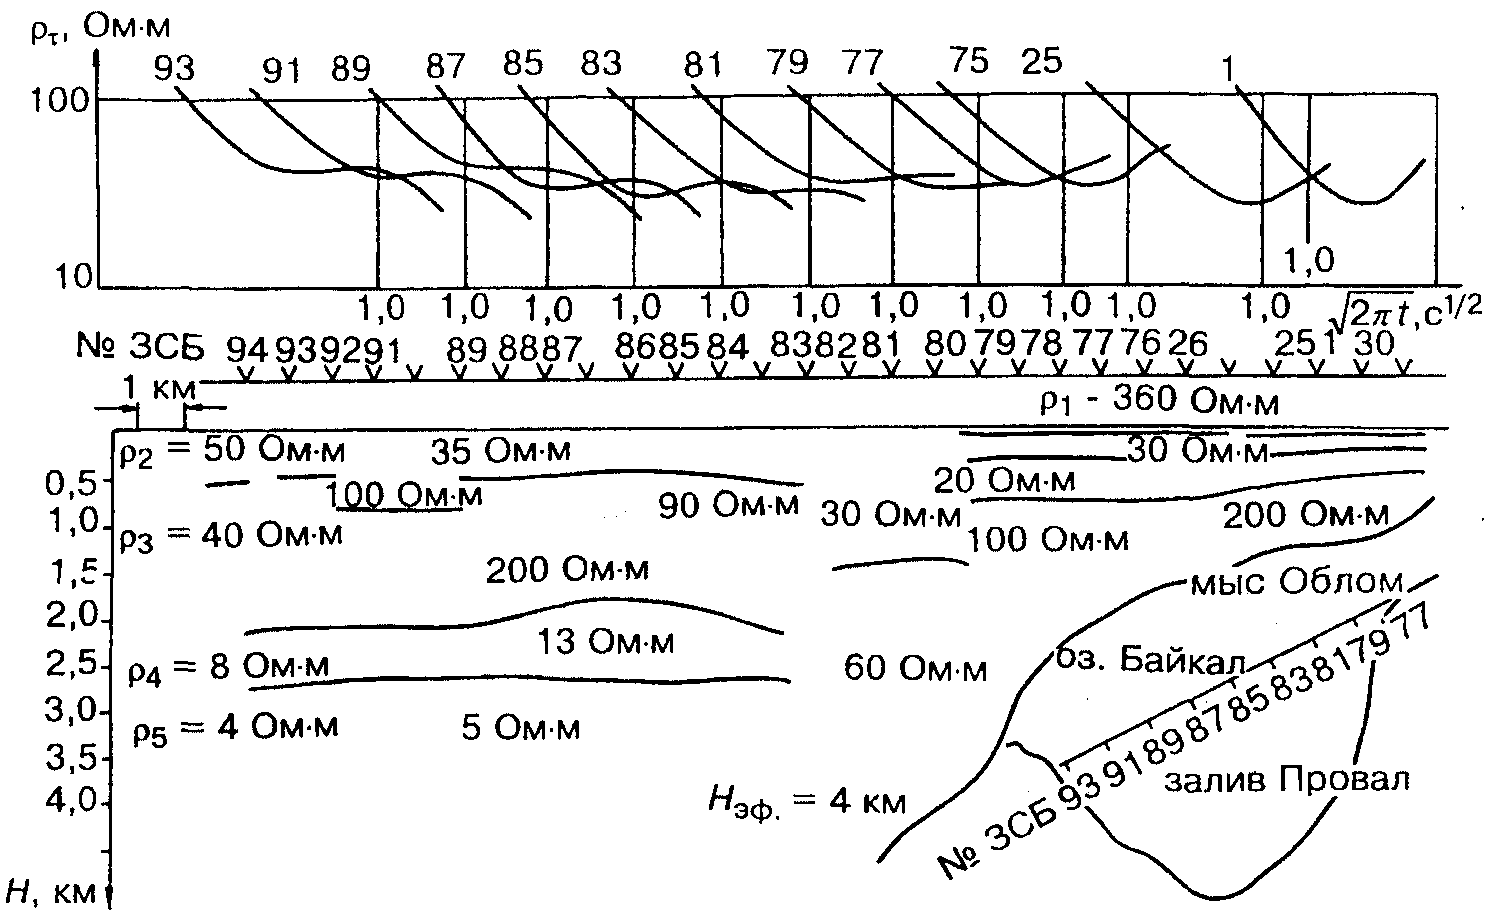 ρτ, Ом·м
93 91 89 87 85 83 81 79 77 75 25 1
100
10
1,0
1,0 1,0 1,0 1,0 1,0 1,0 1,0 1,0 1,0 1,0 √2πt, с1/2
№ ЗСБ 94 93 92 91 89 88 87 86 85 84 83 82 81 80 79 78 77 76 26 25 1 30
1 км
ρ1 - 360 Ом·м
ρ2 = 50 Ом·м 35 Ом·м 30 Ом·м
0,5 100 Ом·м 90 Ом·м 20 Ом·м
1,0 30 Ом·м 200 Ом·м
ρ3 = 40 Ом·м 100 Ом·м
1,5 200 Ом·м мыс Облом
2,0 13 Ом·м
2,5 ρ4 = 8 Ом·м 60 Ом·м оз. Байкал
3,0 ρ5 = 4 Ом·м 5 Ом·м
3,5 залив Провал
4,0 Hэф. = 4 км
№ ЗСБ 93 91 89 87 85 83 81 79 77
H, км